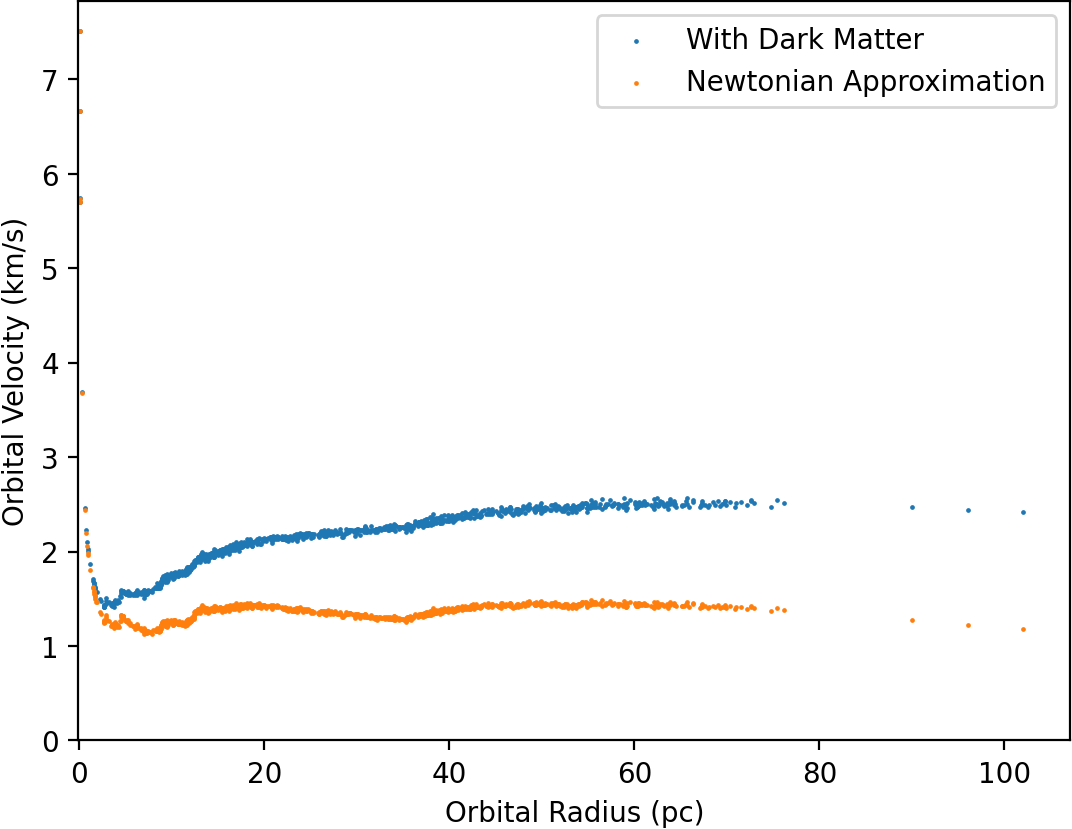 With Dark Matter
Newtonian Approximation
7
6
5
4
3
2
1
0
Orbital Velocity (km/s)
0 20 40 60 80 100
Orbital Radius (pc)